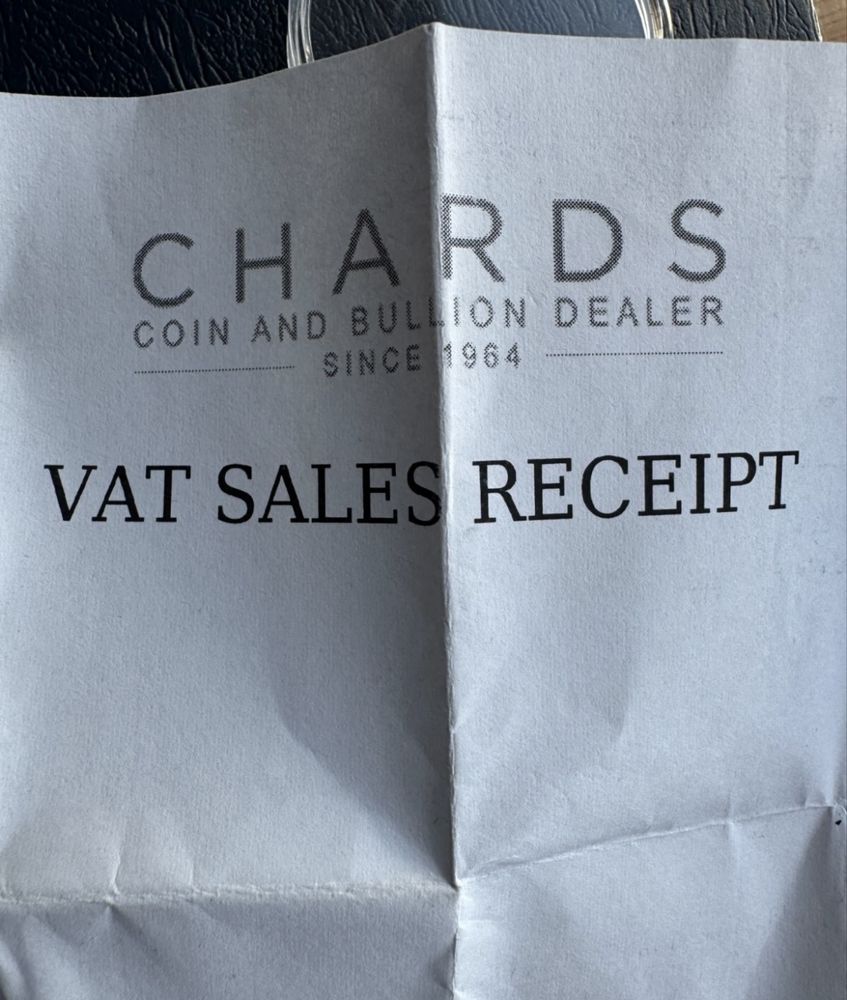 CHARDS
COIN AND BULLION DEALER
SINCE 1964
VAT SALES RECEIPT